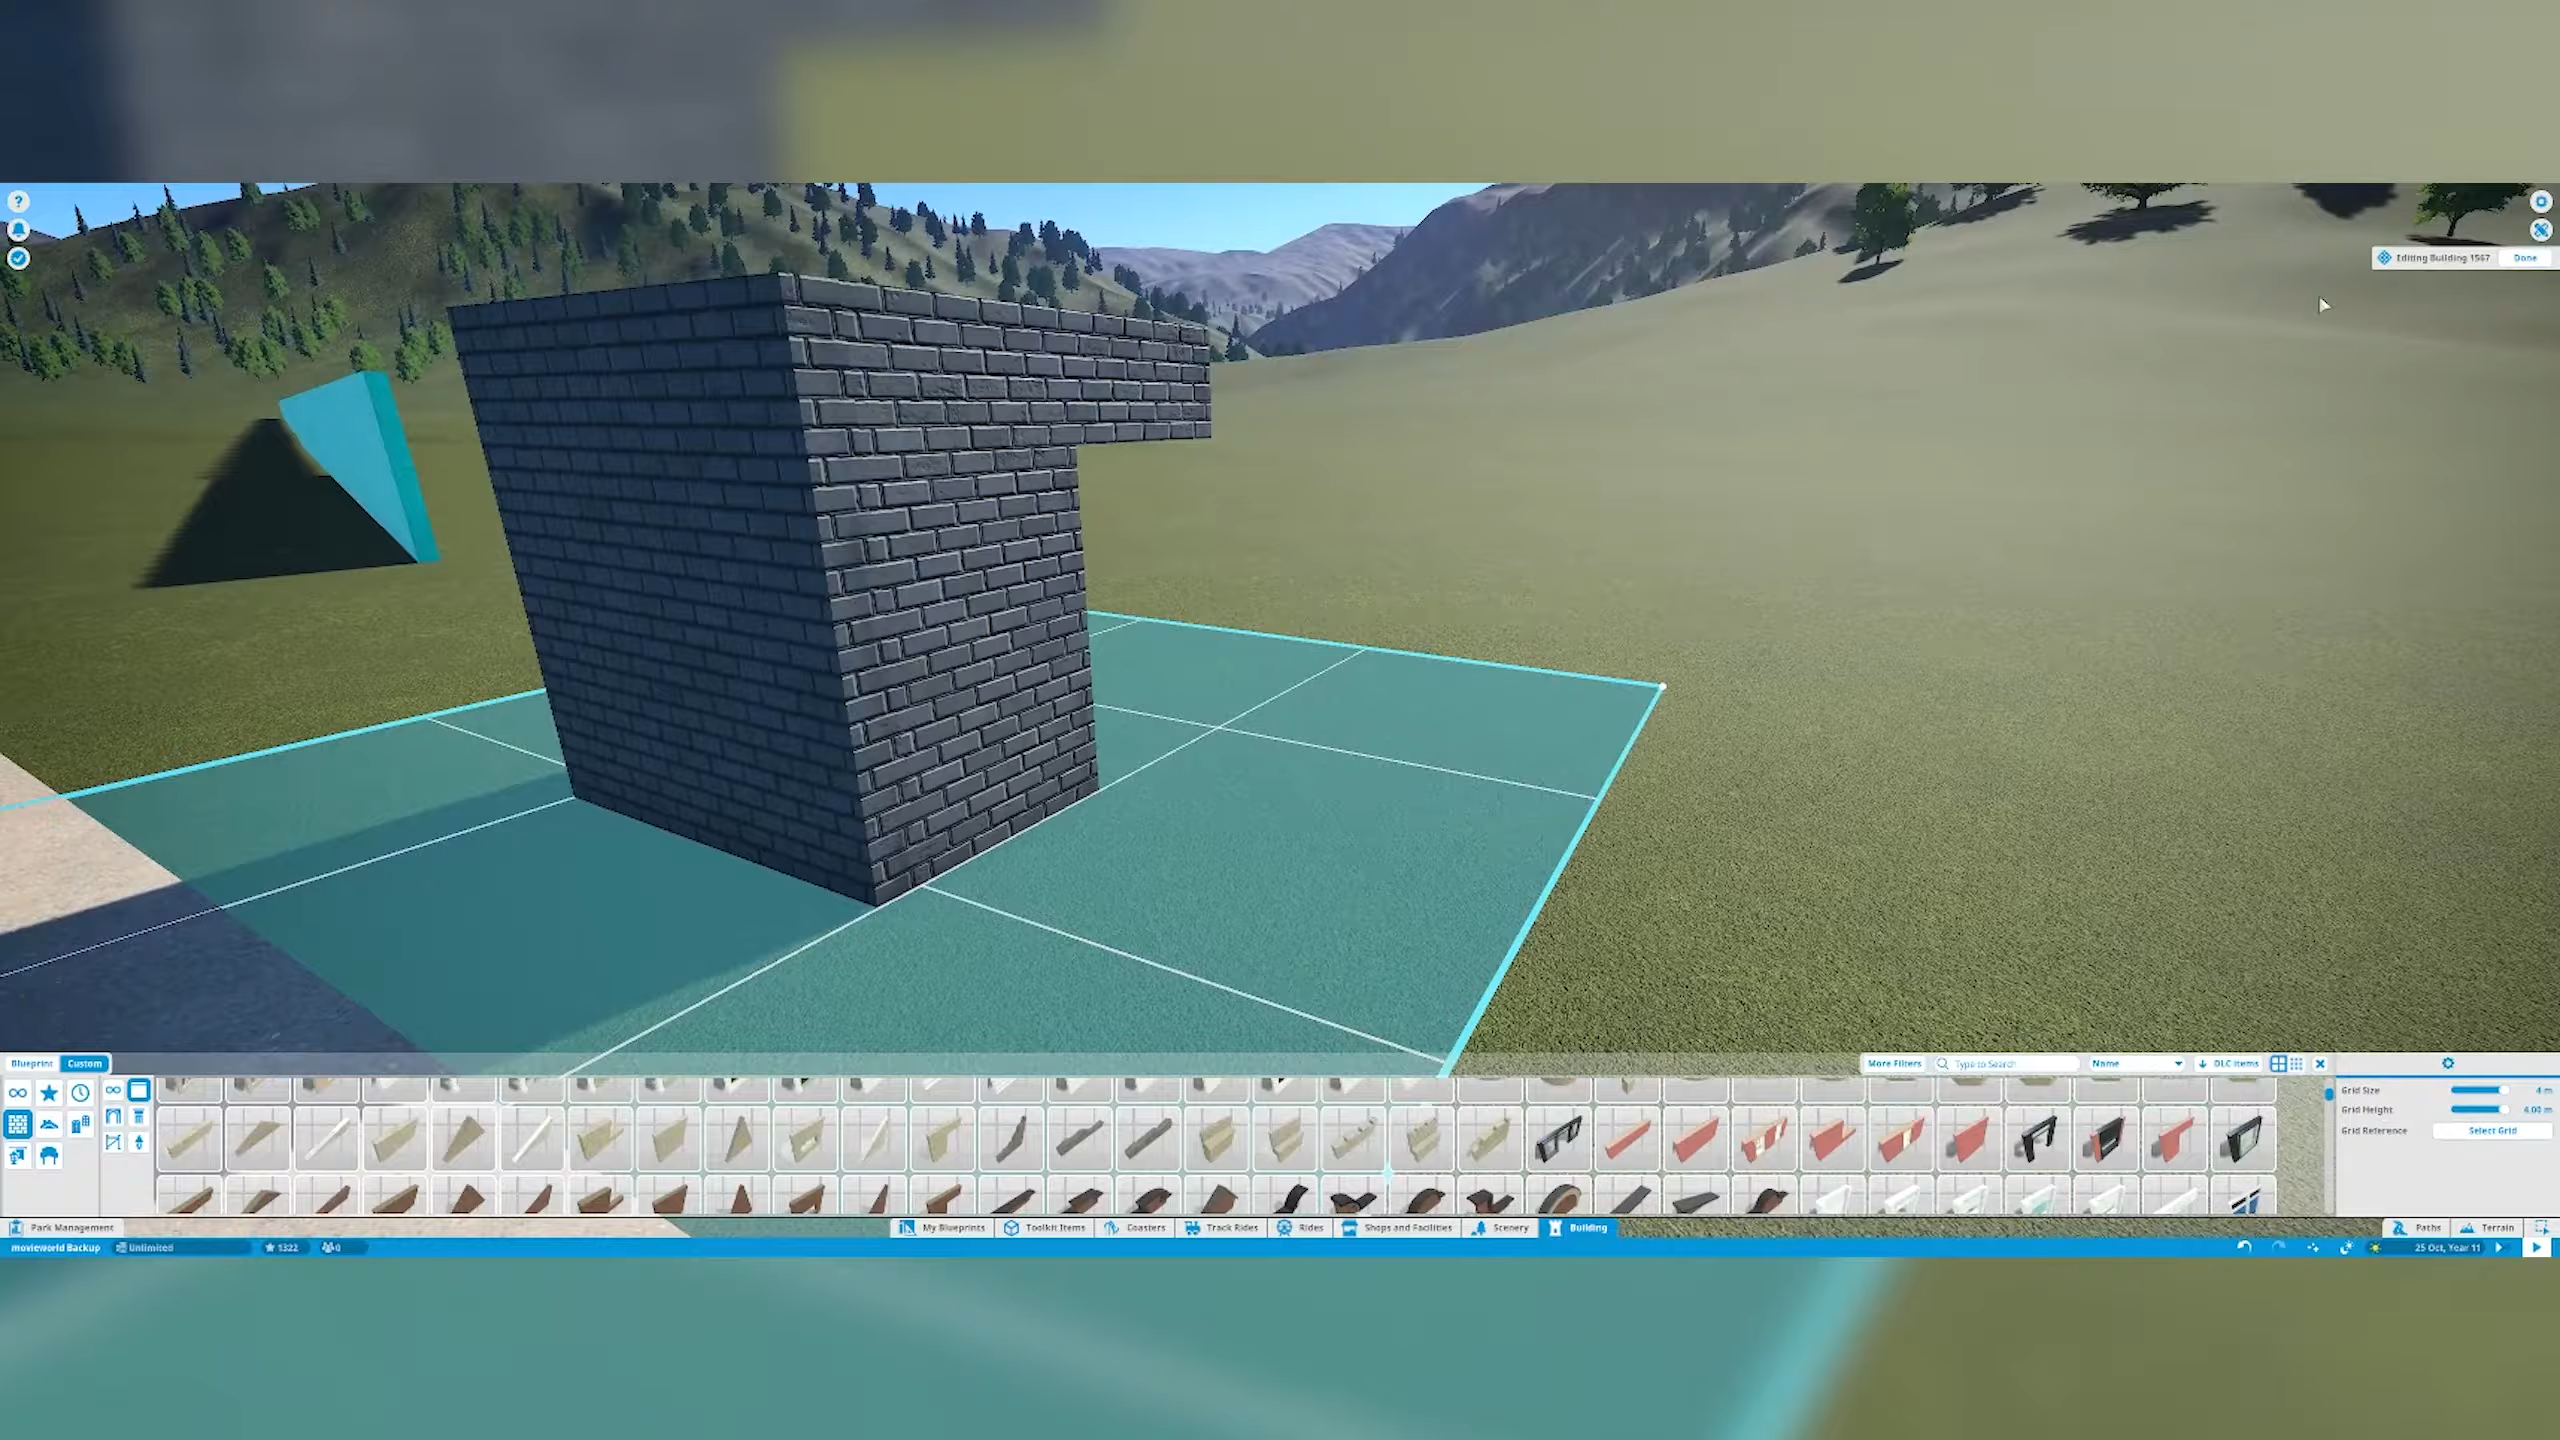 ?
Editing Building 1567
Done
Blueprint
Custom
More Filters
Type to Search
Name
DLC Items
Grid Size
4 m
Grid Height
4.00 m
Grid Reference
Select Grid
Park Management
My Blueprints
Toolkit Items
Coasters
Track Rides
Rides
Shops and Facilities
Scenery
Building
Paths
Terrain
movieworld Backup
Unlimited
1322
0
25 Oct, Year 11